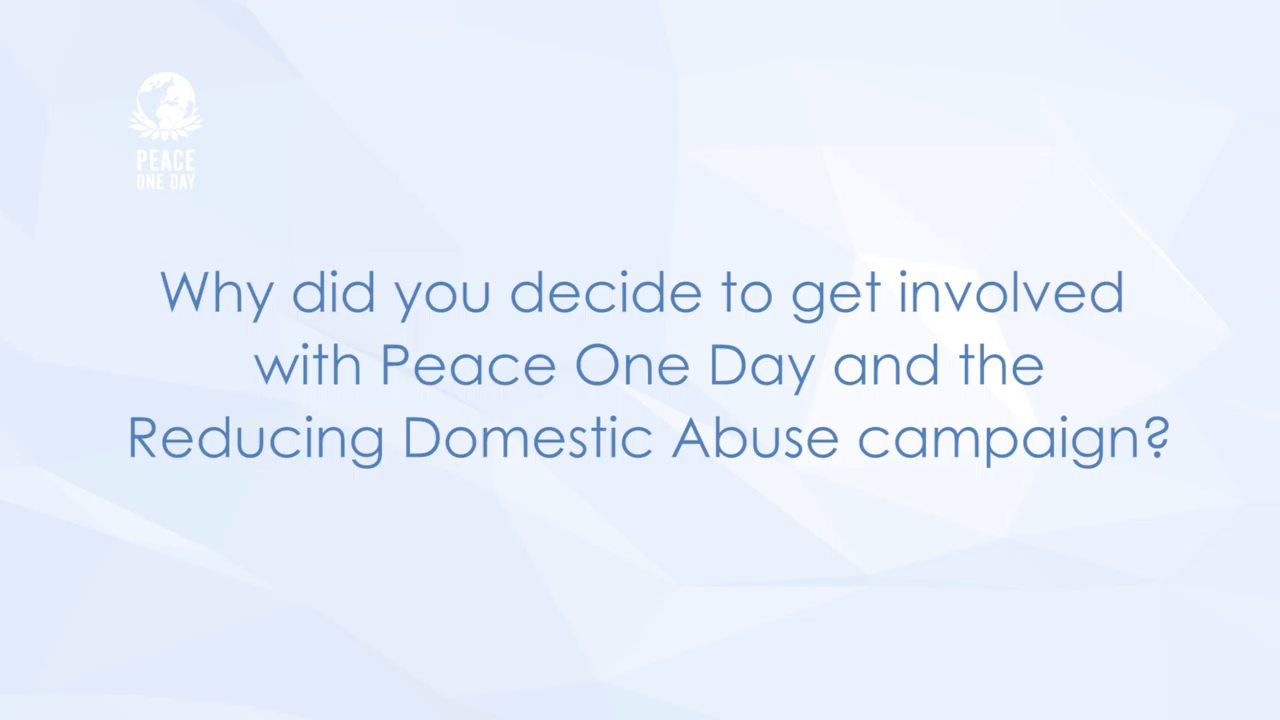 PEACE
ONE DAY
Why did you decide to get involved
with Peace One Day and the
Reducing Domestic Abuse campaign?